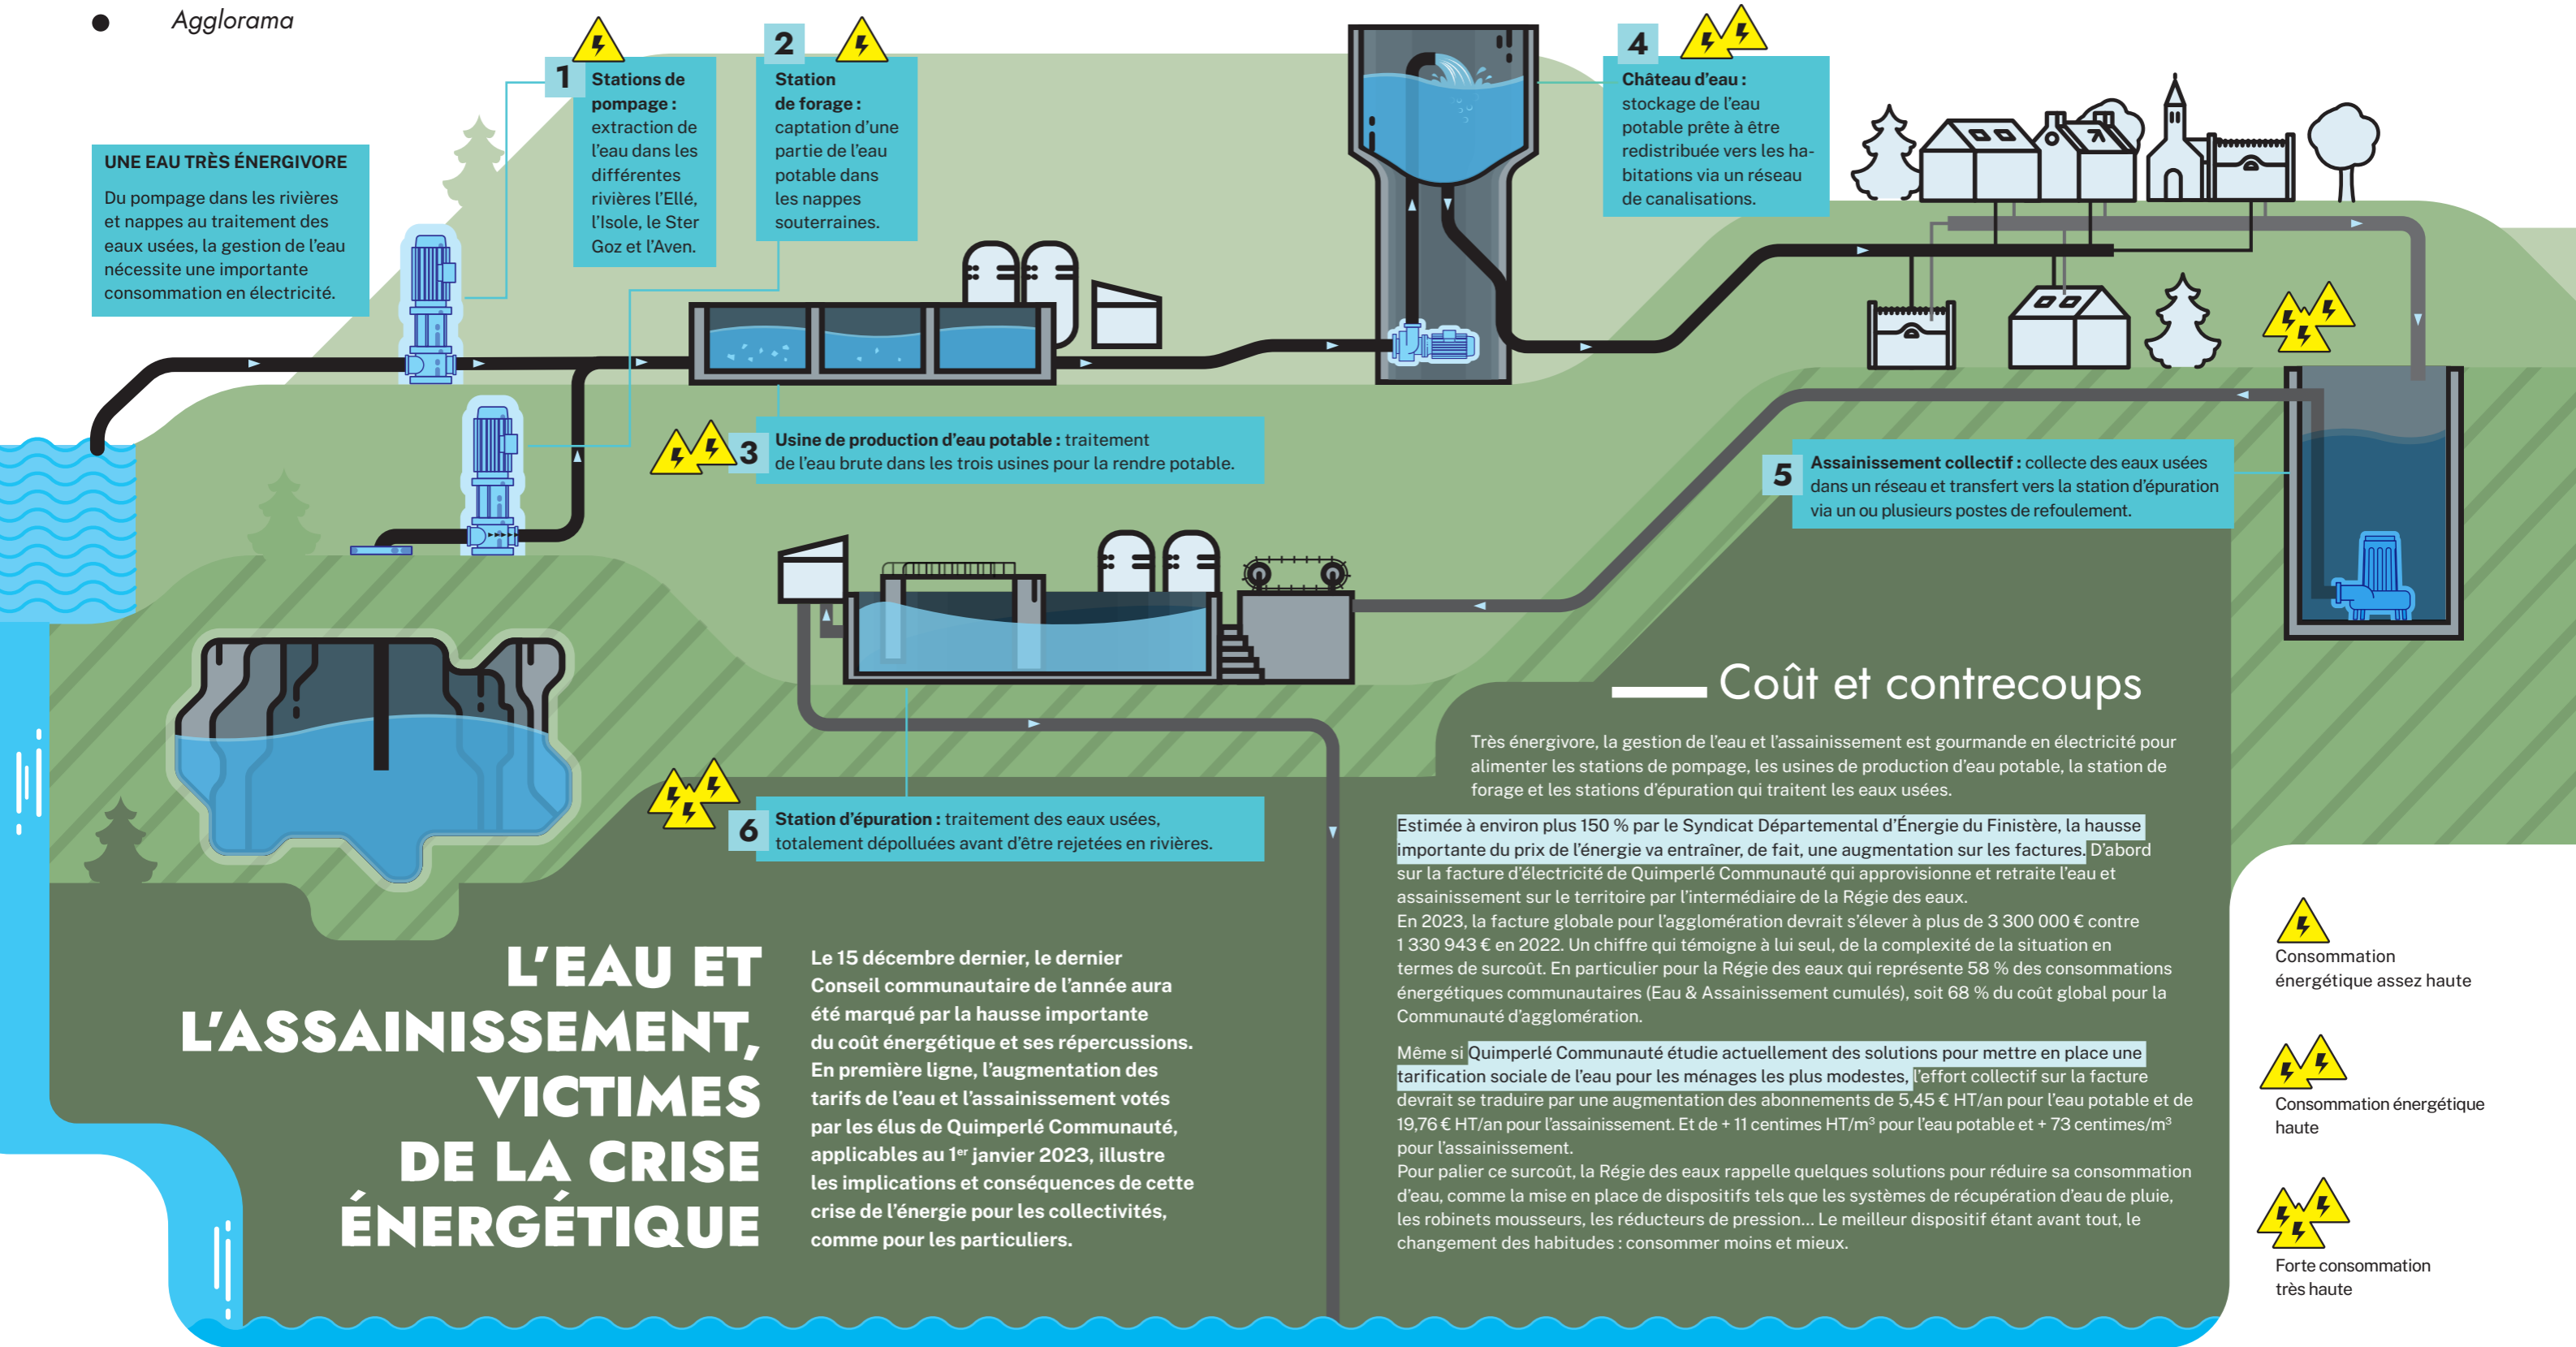 Agglorama
UNE EAU TRÈS ÉNERGIVORE
Du pompage dans les rivières
et nappes au traitement des
eaux usées, la gestion de l'eau
nécessite une importante
consommation en électricité.
1
Stations de
pompage :
extraction de
l'eau dans les
différentes
rivières l'Ellé,
l'Isole, le Ster
Goz et l'Aven.
2
Station
de forage :
captation d'une
partie de l'eau
potable dans
les nappes
souterraines.
3
Usine de production d'eau potable : traitement
de l'eau brute dans les trois usines pour la rendre potable.
4
Château d'eau :
stockage de l'eau
potable prête à être
redistribuée vers les ha-
bitations via un réseau
de canalisations.
5
Assainissement collectif : collecte des eaux usées
dans un réseau et transfert vers la station d'épuration
via un ou plusieurs postes de refoulement.
6
Station d'épuration : traitement des eaux usées,
totalement dépolluées avant d'être rejetées en rivières.
L'EAU ET
L'ASSAINISSEMENT,
VICTIMES
DE LA CRISE
ÉNERGÉTIQUE
Le 15 décembre dernier, le dernier
Conseil communautaire de l'année aura
été marqué par la hausse importante
du coût énergétique et ses répercussions.
En première ligne, l'augmentation des
tarifs de l'eau et l'assainissement votés
par les élus de Quimperlé Communauté,
applicables au 1er janvier 2023, illustre
les implications et conséquences de cette
crise de l'énergie pour les collectivités,
comme pour les particuliers.
Coût et contrecoups
Très énergivore, la gestion de l'eau et l'assainissement est gourmande en électricité pour
alimenter les stations de pompage, les usines de production d'eau potable, la station de
forage et les stations d'épuration qui traitent les eaux usées.
Estimée à environ plus 150 % par le Syndicat Départemental d'Énergie du Finistère, la hausse
importante du prix de l'énergie va entraîner, de fait, une augmentation sur les factures. D'abord
sur la facture d'électricité de Quimperlé Communauté qui approvisionne et retraite l'eau et
assainissement sur le territoire par l'intermédiaire de la Régie des eaux.
En 2023, la facture globale pour l'agglomération devrait s'élever à plus de 3 300 000 € contre
1 330 943 € en 2022. Un chiffre qui témoigne à lui seul, de la complexité de la situation en
termes de surcoût. En particulier pour la Régie des eaux qui représente 58 % des consommations
énergétiques communautaires (Eau & Assainissement cumulés), soit 68 % du coût global pour la
Communauté d'agglomération.
Même si Quimperlé Communauté étudie actuellement des solutions pour mettre en place une
tarification sociale de l'eau pour les ménages les plus modestes, l'effort collectif sur la facture
devrait se traduire par une augmentation des abonnements de 5,45 € HT/an pour l'eau potable et de
19,76 € HT/an pour l'assainissement. Et de + 11 centimes HT/m³ pour l'eau potable et + 73 centimes/m³
pour l'assainissement.
Pour palier ce surcoût, la Régie des eaux rappelle quelques solutions pour réduire sa consommation
d'eau, comme la mise en place de dispositifs tels que les systèmes de récupération d'eau de pluie,
les robinets mousseurs, les réducteurs de pression... Le meilleur dispositif étant avant tout, le
changement des habitudes : consommer moins et mieux.
Consommation
énergétique assez haute
Consommation énergétique
haute
Forte consommation
très haute